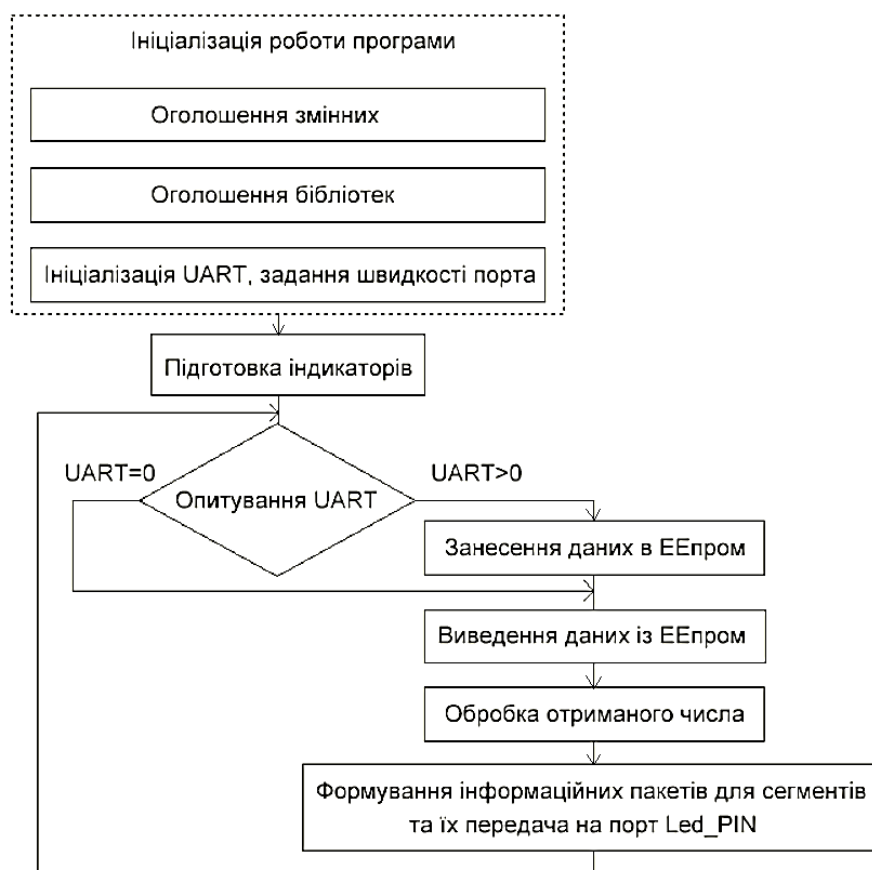 Ініціалізація роботи програми
Оголошення змінних
Оголошення бібліотек
Ініціалізація UART, задання швидкості порта
Підготовка індикаторів
UART=0
UART>0
Опитування UART
Занесення даних в ЕЕпром
Виведення даних із ЕЕпром
Обробка отриманого числа
Формування інформаційних пакетів для сегментів
та їх передача на порт Led_PIN